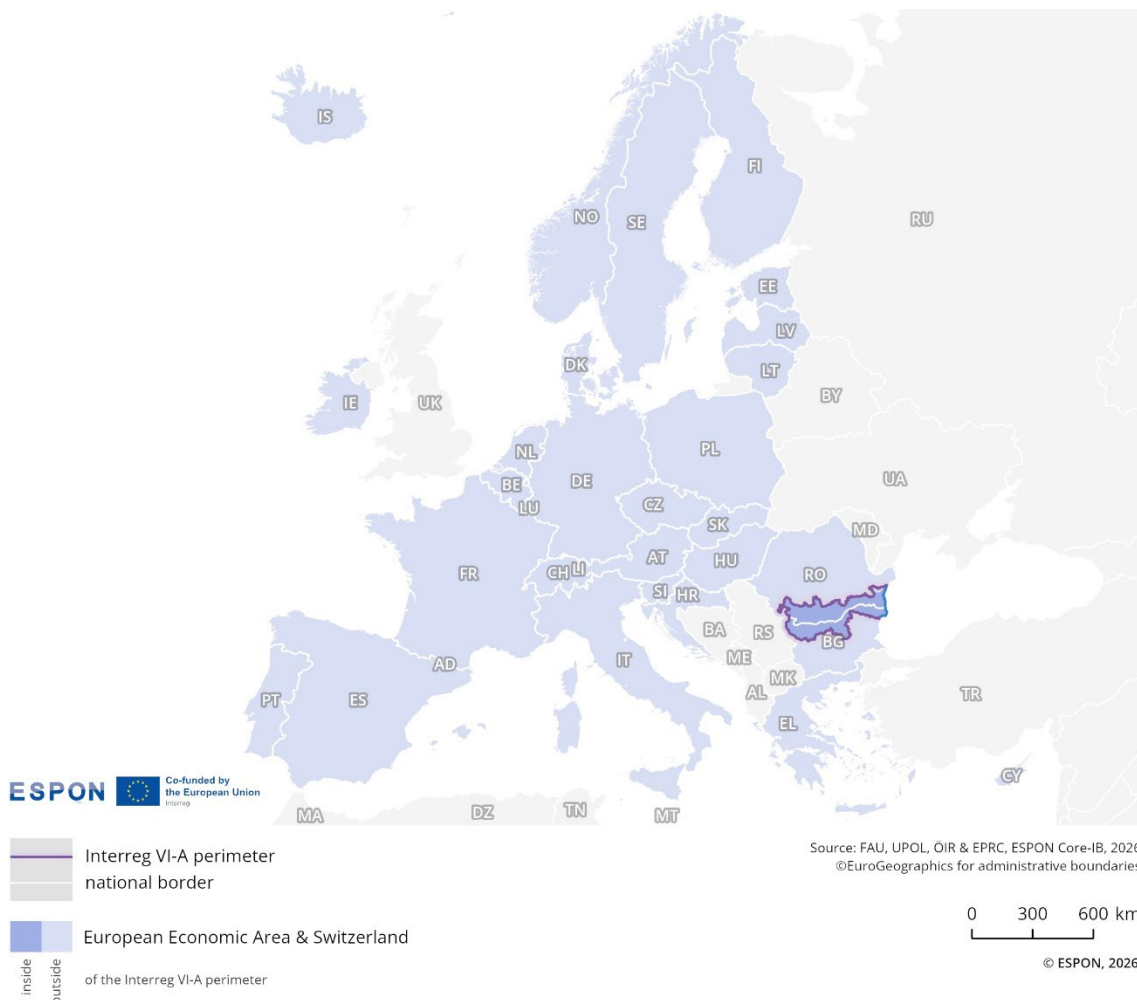 IS
FI
NO
SE
RU
EE
LV
DK
LT
IE
UK
BY
NL
PL
BE
DE
UA
LU
CZ
SK
MD
AT
HU
FR
CH
LI
RO
SI
HR
BA
RS
BG
IT
ME
AD
MK
AL
PT
ES
TR
EL
CY
ESPON
Co-funded by
the European Union
Interreg
MA
DZ
TN
MT
Interreg VI-A perimeter
national border
European Economic Area & Switzerland
inside
outside
of the Interreg VI-A perimeter
Source: FAU, UPOL, ÖIR & EPRC, ESPON Core-IB, 2026
©EuroGeographics for administrative boundaries
0 300 600 km
© ESPON, 2026